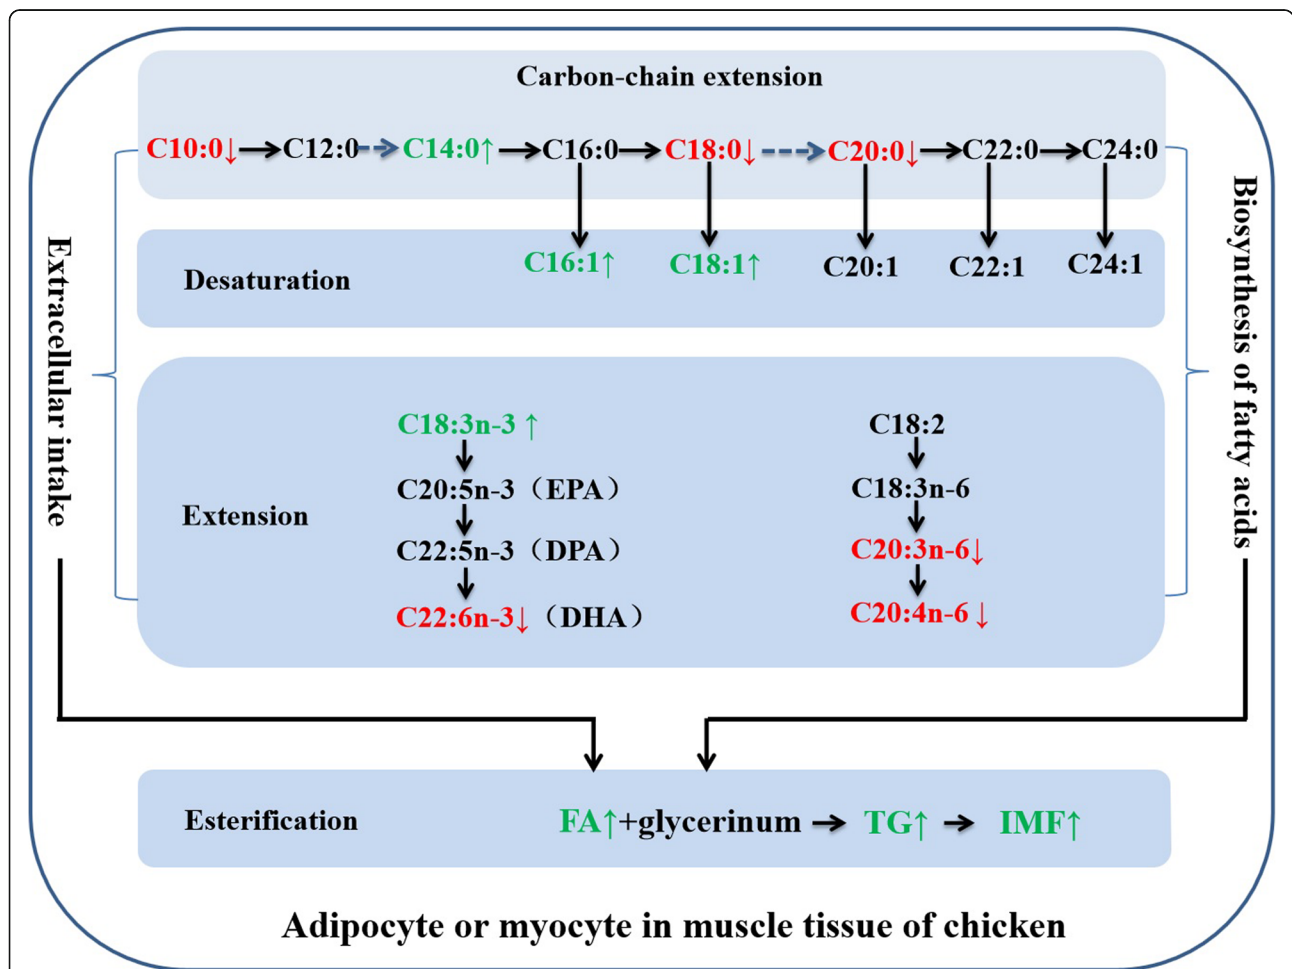 Carbon-chain extension
C10:0↓ C12:0 C14:0↑ C16:0 C18:0↓ C20:0↓ C22:0 C24:0
Desaturation
C16:1↑ C18:1↑ C20:1 C22:1 C24:1
Extracellular intake
Biosynthesis of fatty acids
Extension
C18:3n-3 ↑
C20:5n-3（EPA）
C22:5n-3（DPA）
C22:6n-3↓（DHA）
C18:2
C18:3n-6
C20:3n-6↓
C20:4n-6 ↓
Esterification
FA↑+glycerinum → TG↑ → IMF↑
Adipocyte or myocyte in muscle tissue of chicken